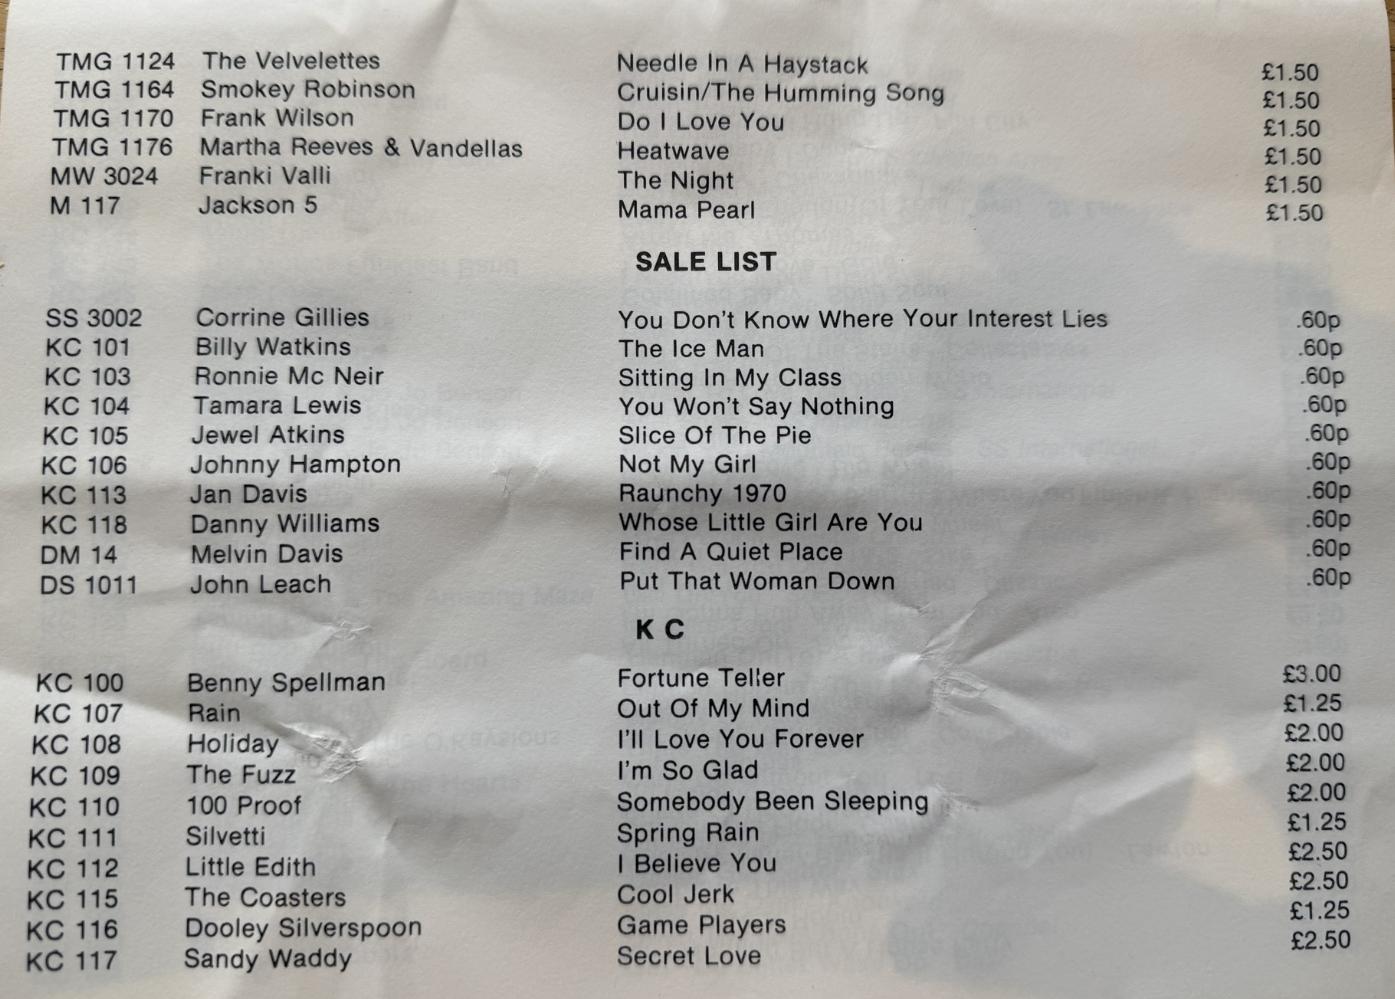 TMG 1124 The Velvelettes Needle In A Haystack £1.50
TMG 1164 Smokey Robinson Cruisin/The Humming Song £1.50
TMG 1170 Frank Wilson Do I Love You £1.50
TMG 1176 Martha Reeves & Vandellas Heatwave £1.50
MW 3024 Franki Valli The Night £1.50
M 117 Jackson 5 Mama Pearl £1.50
SALE LIST
SS 3002 Corrine Gillies You Don't Know Where Your Interest Lies .60p
KC 101 Billy Watkins The Ice Man .60p
KC 103 Ronnie Mc Neir Sitting In My Class .60p
KC 104 Tamara Lewis You Won't Say Nothing .60p
KC 105 Jewel Atkins Slice Of The Pie .60p
KC 106 Johnny Hampton Not My Girl .60p
KC 113 Jan Davis Raunchy 1970 .60p
KC 118 Danny Williams Whose Little Girl Are You .60p
DM 14 Melvin Davis Find A Quiet Place .60p
DS 1011 John Leach Put That Woman Down .60p
K C
KC 100 Benny Spellman Fortune Teller £3.00
KC 107 Rain Out Of My Mind £1.25
KC 108 Holiday I'll Love You Forever £2.00
KC 109 The Fuzz I'm So Glad £2.00
KC 110 100 Proof Somebody Been Sleeping £2.00
KC 111 Silvetti Spring Rain £1.25
KC 112 Little Edith I Believe You £2.50
KC 115 The Coasters Cool Jerk £2.50
KC 116 Dooley Silverspoon Game Players £1.25
KC 117 Sandy Waddy Secret Love £2.50